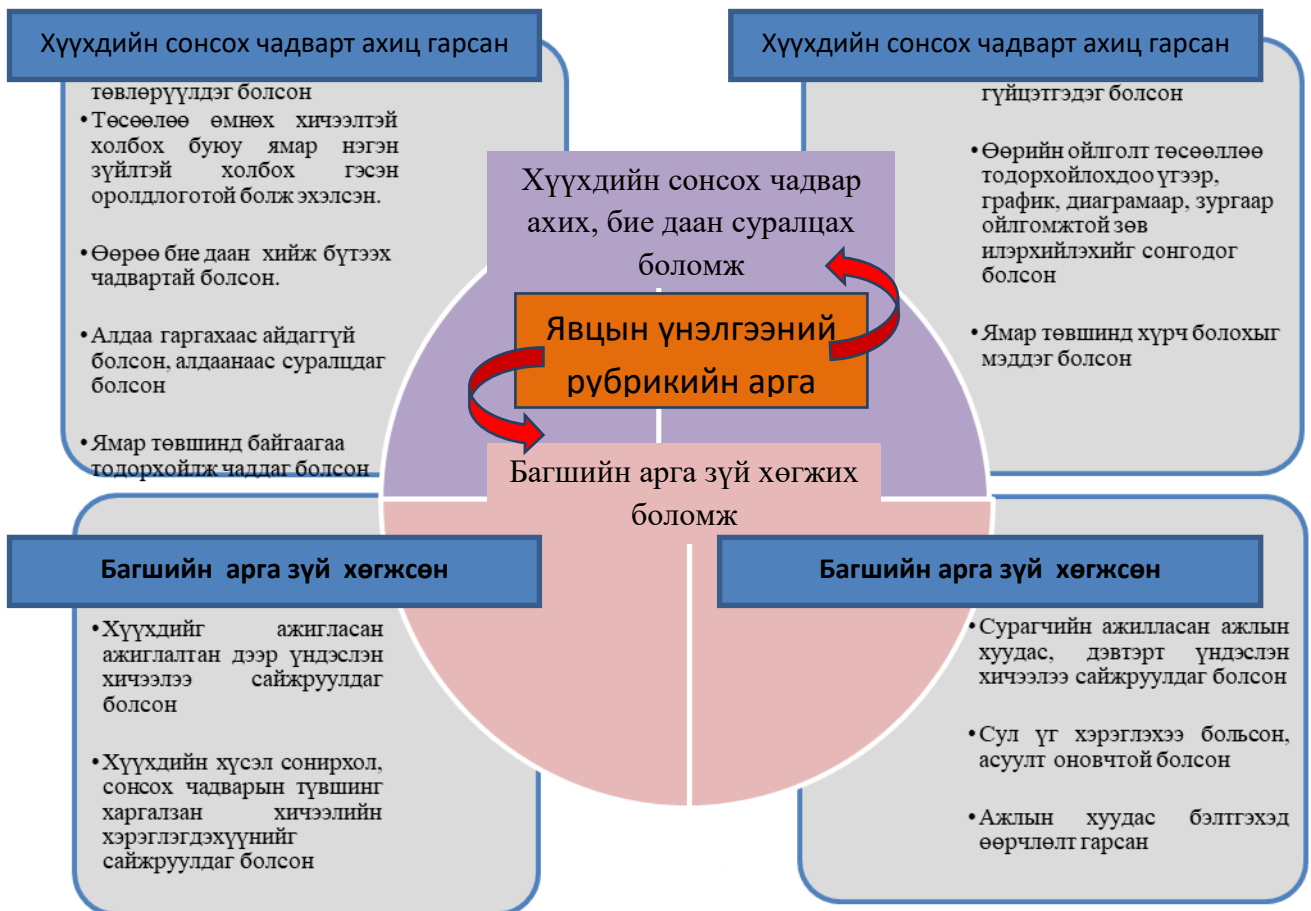 Хүүхдийн сонсох чадварт ахиц гарсан
төвлөрүүлдэг болсон
•Төсөөлөө өмнөх хичээлтэй
холбох буюу ямар нэгэн
зүйлтэй холбох гэсэн
оролдлоготой болж эхэлсэн.
•Өөрөө бие даан хийж бүтээх
чадвартай болсон.
•Алдаа гаргахаас айдаггүй
болсон, алдаанаас суралцдаг
болсон
•Ямар төвшинд байгаагаа
тодорхойлж чаддаг болсон
Хүүхдийн сонсох чадварт ахиц гарсан
гүйцэтгэдэг болсон
•Өөрийн ойлголт төсөөллөө
тодорхойлохдоо үгээр,
график, диаграмаар, зургаар
ойлгомжтой зөв
илэрхийлэхийг сонгодог
болсон
•Ямар төвшинд хүрч болохыг
мэддэг болсон
Хүүхдийн сонсох чадвар
ахих, бие даан суралцах
боломж
Явцын үнэлгээний
рубрикийн арга
Багшийн арга зүй хөгжих
боломж
Багшийн арга зүй хөгжсөн
•Хүүхдийг ажигласан
ажиглалтан дээр үндэслэн
хичээлээ сайжруулдаг
болсон
•Хүүхдийн хүсэл сонирхол,
сонсох чадварын түвшинг
харгалзан хичээлийн
хэрэглэгдэхүүнийг
сайжруулдаг болсон
Багшийн арга зүй хөгжсөн
•Сурагчийн ажилласан ажлын
хуудас, дэвтэрт үндэслэн
хичээлээ сайжруулдаг болсон
•Сул үг хэрэглэхээ больсон,
асуулт оновчтой болсон
•Ажлын хуудас бэлтгэхэд
өөрчлөлт гарсан